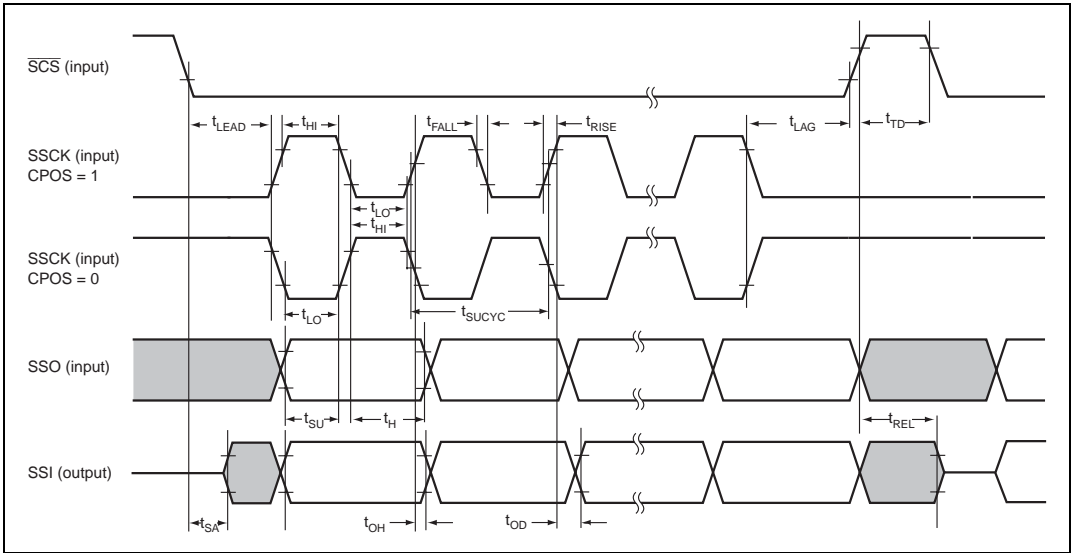 SCS (input)
tLEAD tHI tFALL tRISE tLAG tTD
SSCK (input)
CPOS = 1
tLO
tHI
SSCK (input)
CPOS = 0
tLO tSUCYC
SSO (input)
tSU tH tREL
SSI (output)
tSA tOH tOD